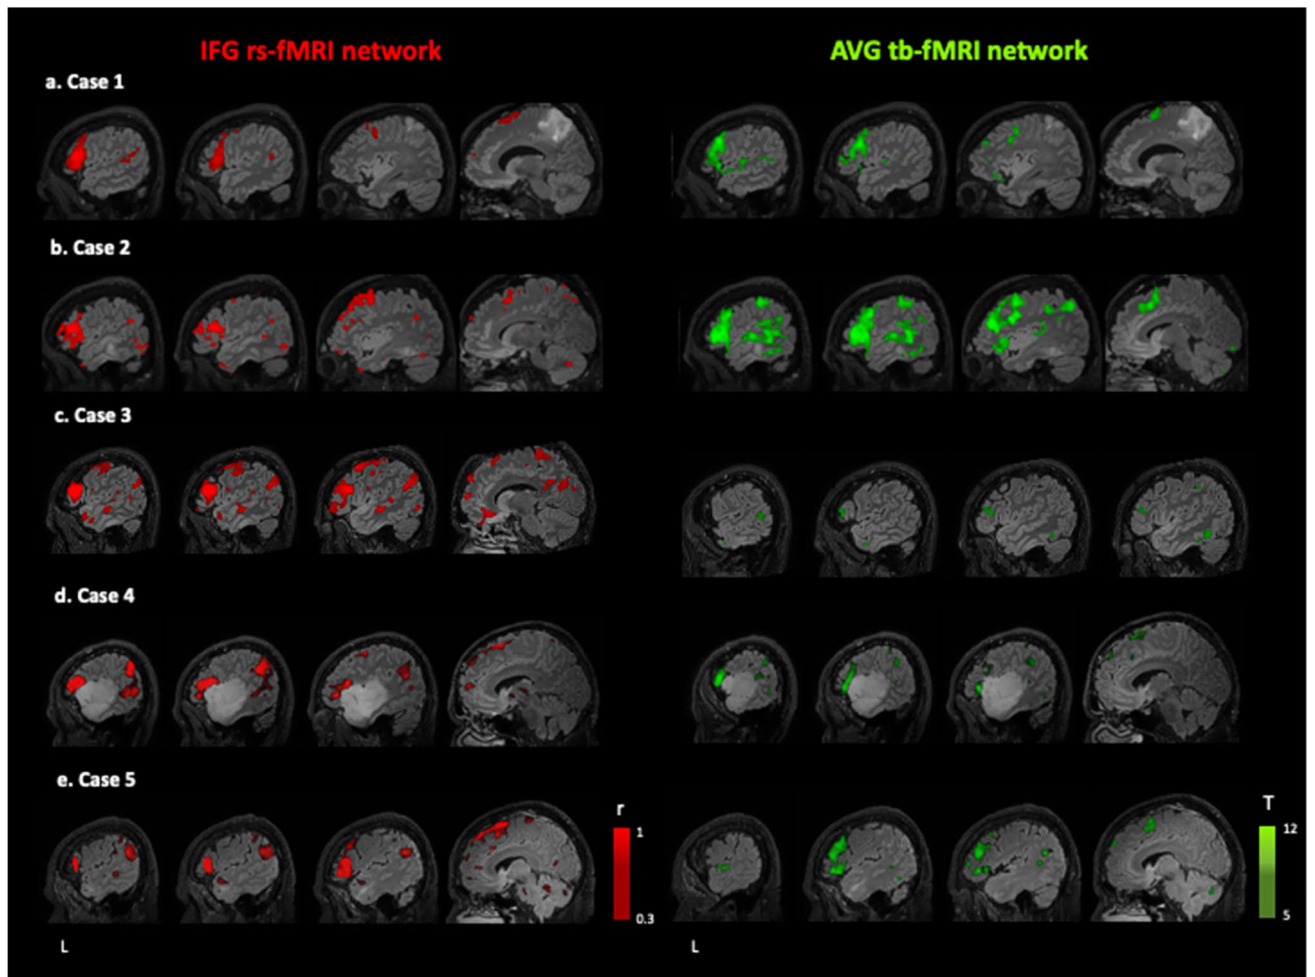 IFG rs-fMRI network
AVG tb-fMRI network
a. Case 1
b. Case 2
c. Case 3
d. Case 4
e. Case 5
r
1
0.3
T
12
5
L
L